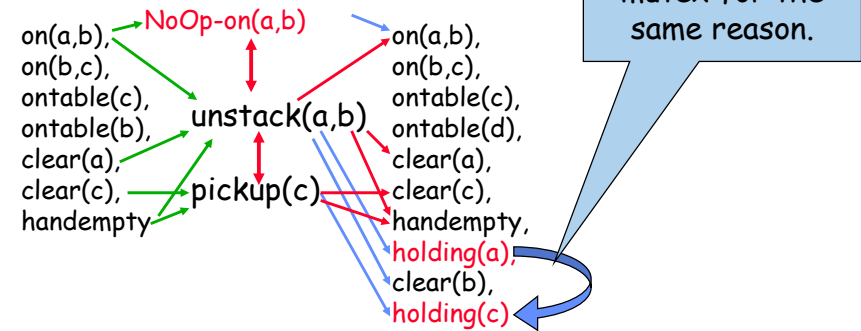 same reason.
NoOp-on(a,b)
on(a,b),
on(b,c),
ontable(c),
ontable(b),
clear(a),
clear(c),
handempty
unstack(a,b)
pickup(c)
on(a,b),
on(b,c),
ontable(c),
ontable(d),
clear(a),
clear(c),
handempty,
holding(a),
clear(b),
holding(c)